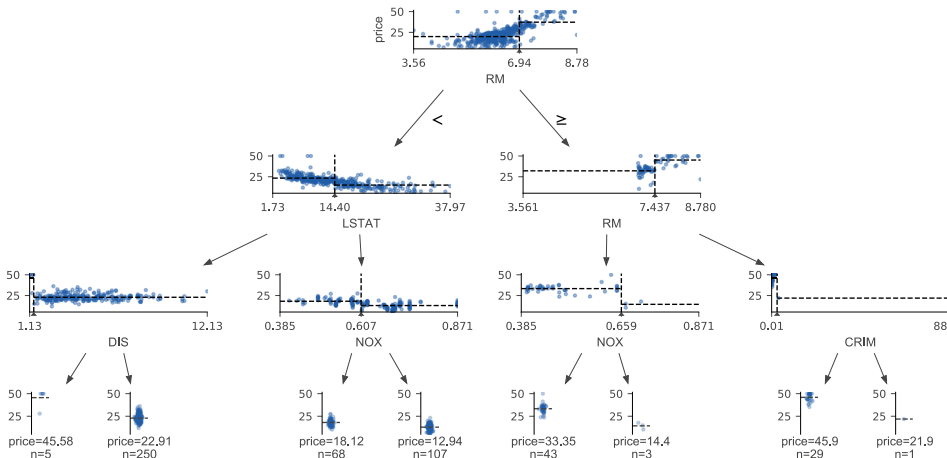 50
price
25
3.56 6.94 8.78
RM
< ≥
50
25
1.73 14.40 37.97
LSTAT
50
25
3.561 7.437 8.780
RM
50
25
1.13 12.13
DIS
50
25
0.385 0.607 0.871
NOX
50
25
0.385 0.659 0.871
NOX
50
25
0.01 88
CRIM
50
25
price=45.58
n=5
50
25
price=22.91
n=250
50
25
price=18.12
n=68
50
25
price=12.94
n=107
50
25
price=33.35
n=43
50
25
price=14.4
n=3
50
25
price=45.9
n=29
50
25
price=21.9
n=1